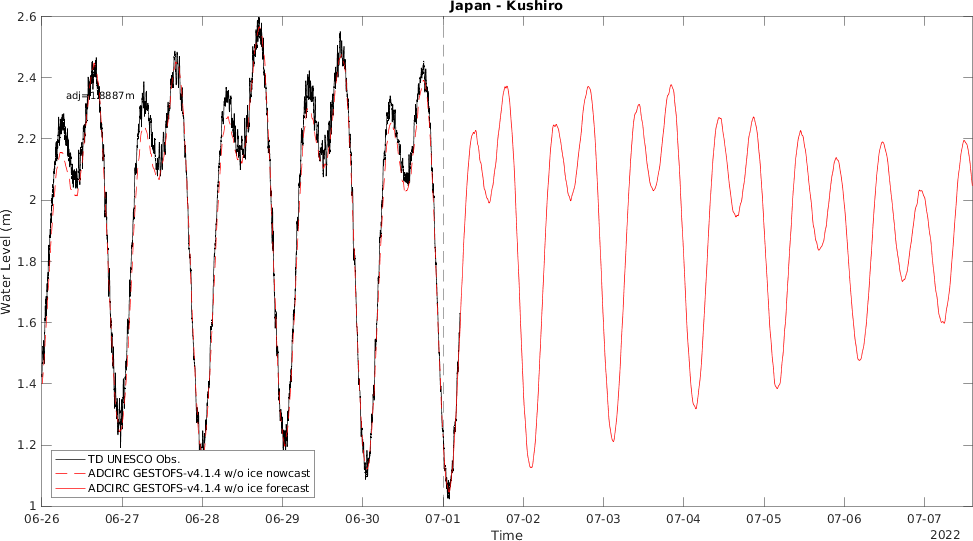 Japan - Kushiro
2.6
2.4
adj=1.8887m
2.2
2
Water Level (m)
1.8
1.6
1.4
1.2
TD UNESCO Obs.
ADCIRC GESTOFS-v4.1.4 w/o ice nowcast
ADCIRC GESTOFS-v4.1.4 w/o ice forecast
1
06-26 06-27 06-28 06-29 06-30 07-01 07-02 07-03 07-04 07-05 07-06 07-07
Time
2022